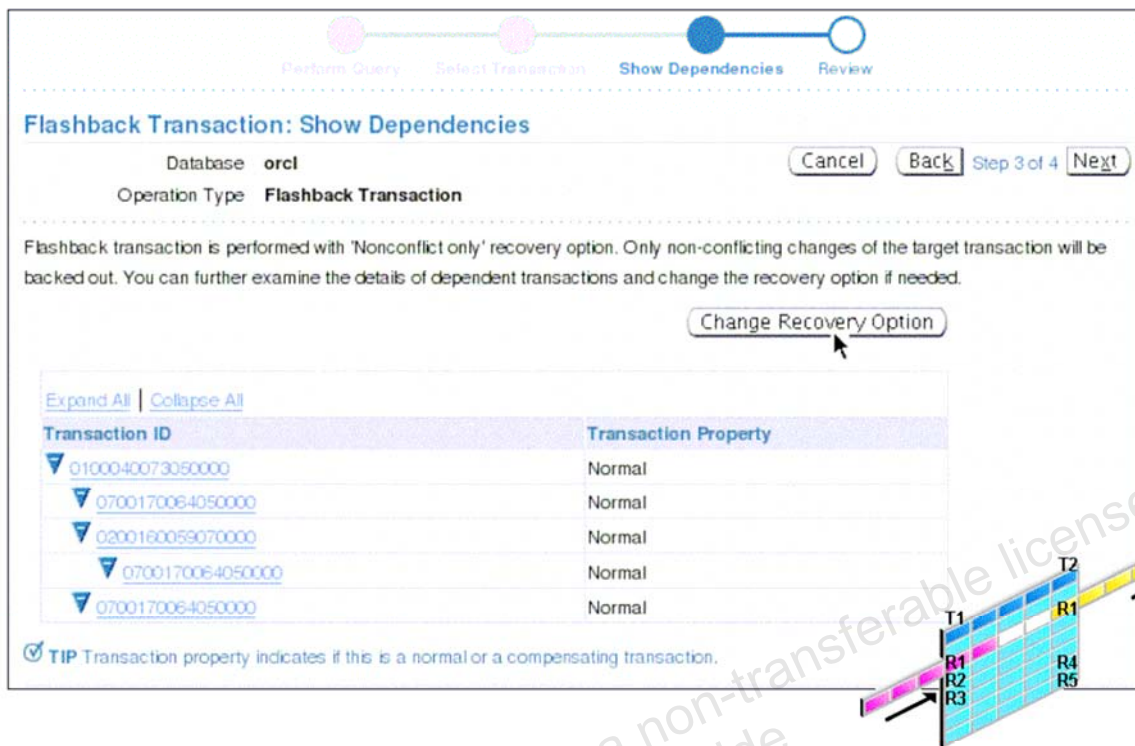 Perform Query Select Transaction Show Dependencies Review
Flashback Transaction: Show Dependencies
Database orcl
Cancel Back Step 3 of 4 Next
Operation Type Flashback Transaction
Flashback transaction is performed with 'Nonconflict only' recovery option. Only non-conflicting changes of the target transaction will be
backed out. You can further examine the details of dependent transactions and change the recovery option if needed.
Change Recovery Option
Expand All | Collapse All
Transaction ID Transaction Property
0100040073050000 Normal
0700170064050000 Normal
0200160059070000 Normal
0700170064050000 Normal
0700170064050000 Normal
TIP Transaction property indicates if this is a normal or a compensating transaction.
T1
T2
R1
R1
R2
R3
R4
R5
a non-transferable license